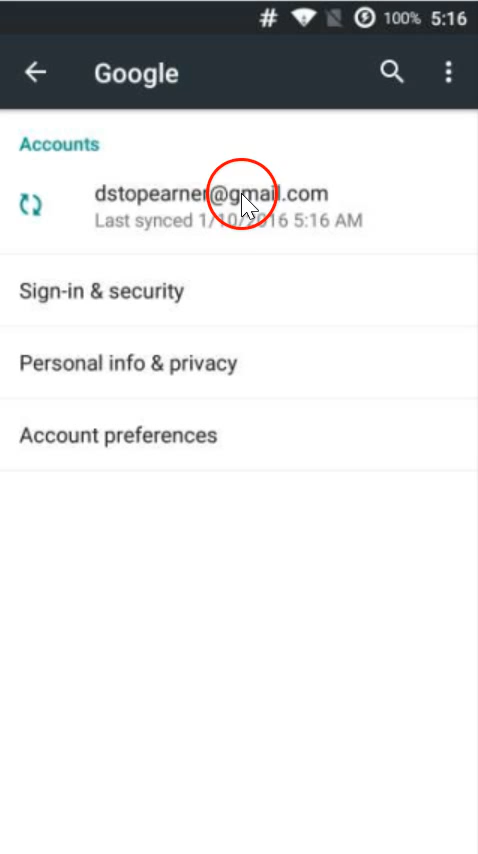 # 100% 5:16
Google
Accounts
dstopearner@gmail.com
Last synced 1/10/2016 5:16 AM
Sign-in & security
Personal info & privacy
Account preferences